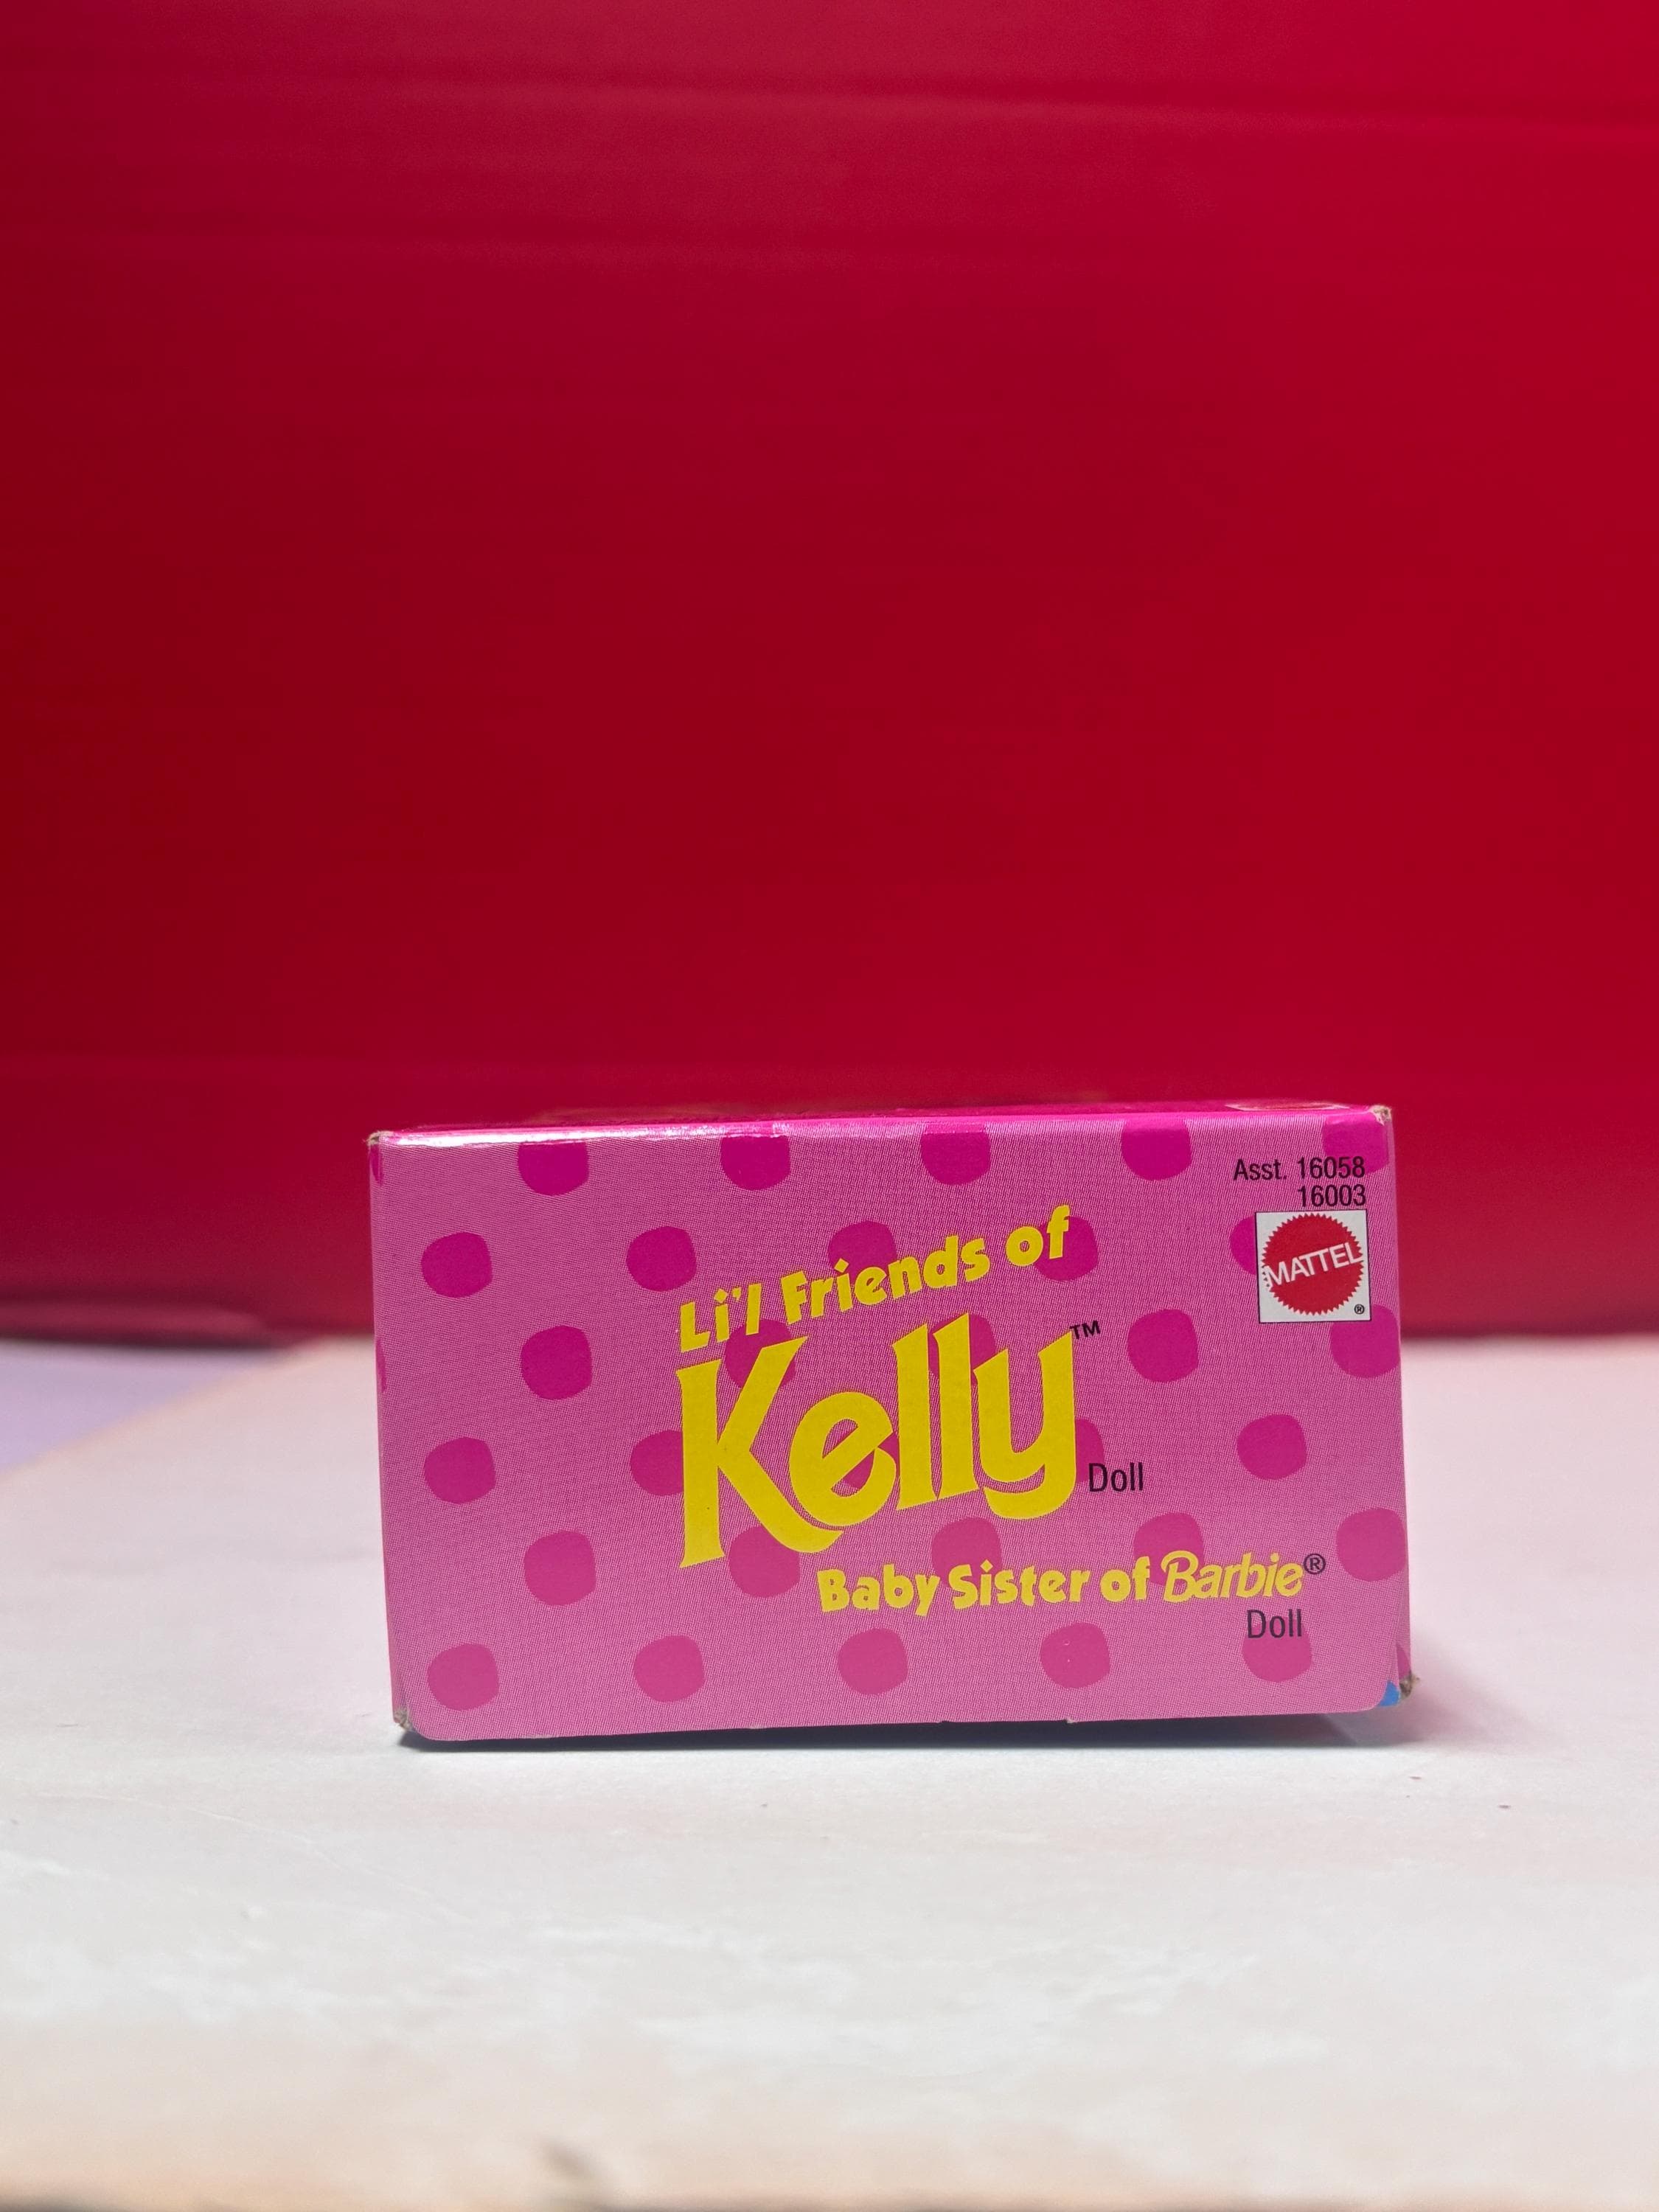 Asst. 16058
16003
MATTEL
®
Li'l Friends of
Kelly™
Doll
Baby Sister of Barbie®
Doll